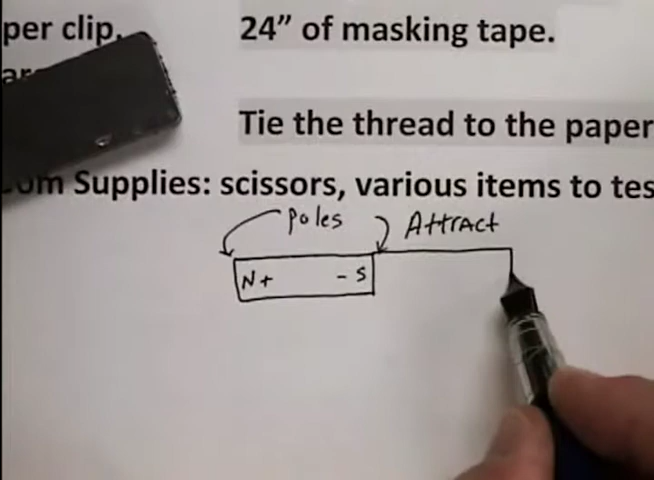 per clip.
24” of masking tape.
Tie the thread to the paper
Supplies: scissors, various items to tes
Poles
Attract
N+ -S